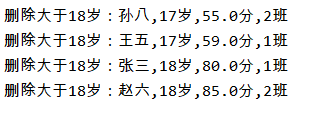 删除大于18岁：孙八,17岁,55.0分,2班
删除大于18岁：王五,17岁,59.0分,1班
删除大于18岁：张三,18岁,80.0分,1班
删除大于18岁：赵六,18岁,85.0分,2班